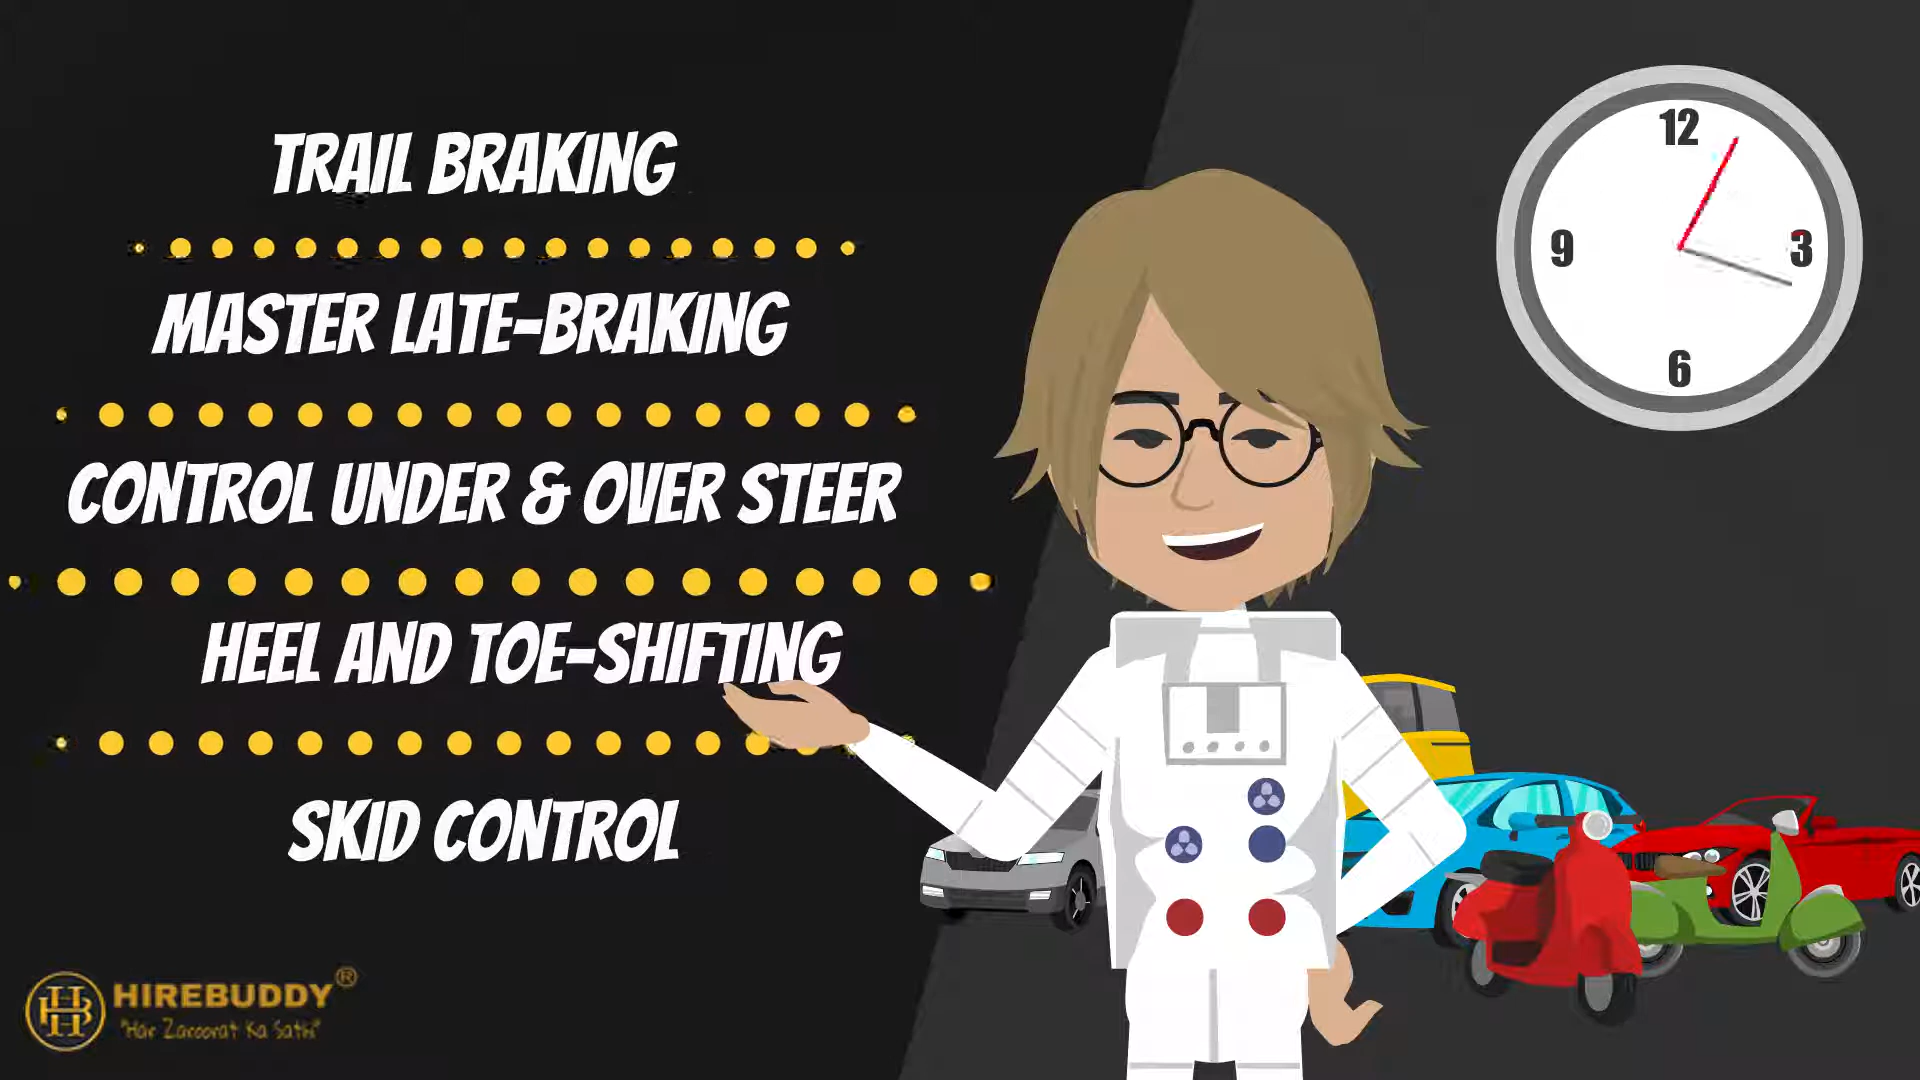 TRAIL BRAKING
MASTER LATE-BRAKING
CONTROL UNDER & OVER STEER
HEEL AND TOE-SHIFTING
SKID CONTROL
12
9
3
6
HIREBUDDY®
"Har Zaroorat Ka Sathi"